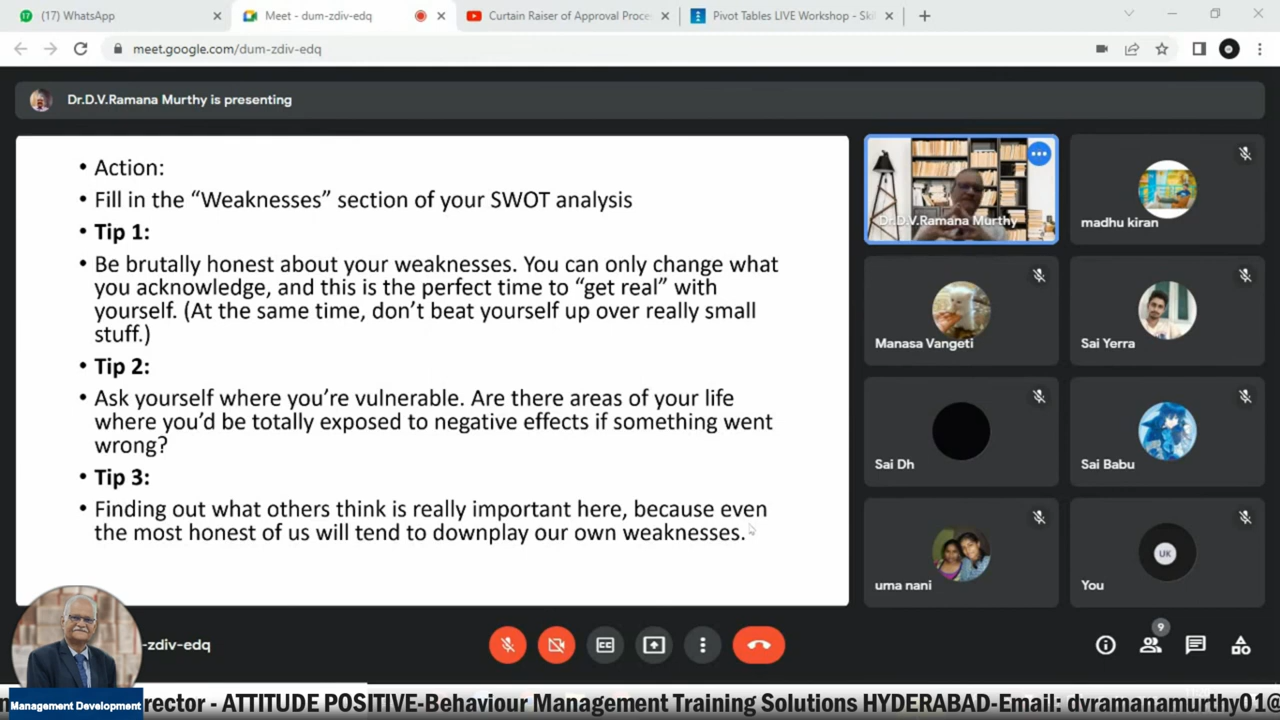 (17) WhatsApp
Meet - dum-zdiv-edq
Curtain Raiser of Approval Proce
Pivot Tables LIVE Workshop - Ski
meet.google.com/dum-zdiv-edq
Dr.D.V.Ramana Murthy is presenting
• Action:
• Fill in the “Weaknesses” section of your SWOT analysis
• Tip 1:
• Be brutally honest about your weaknesses. You can only change what
you acknowledge, and this is the perfect time to “get real” with
yourself. (At the same time, don’t beat yourself up over really small
stuff.)
• Tip 2:
• Ask yourself where you’re vulnerable. Are there areas of your life
where you’d be totally exposed to negative effects if something went
wrong?
• Tip 3:
• Finding out what others think is really important here, because even
the most honest of us will tend to downplay our own weaknesses.
Dr.D.V.Ramana Murthy
madhu kiran
Manasa Vangeti
Sai Yerra
Sai Dh
Sai Babu
uma nani
UK
You
-zdiv-edq
9
Management Development
rector - ATTITUDE POSITIVE-Behaviour Management Training Solutions HYDERABAD-Email: dvramanamurthy01@